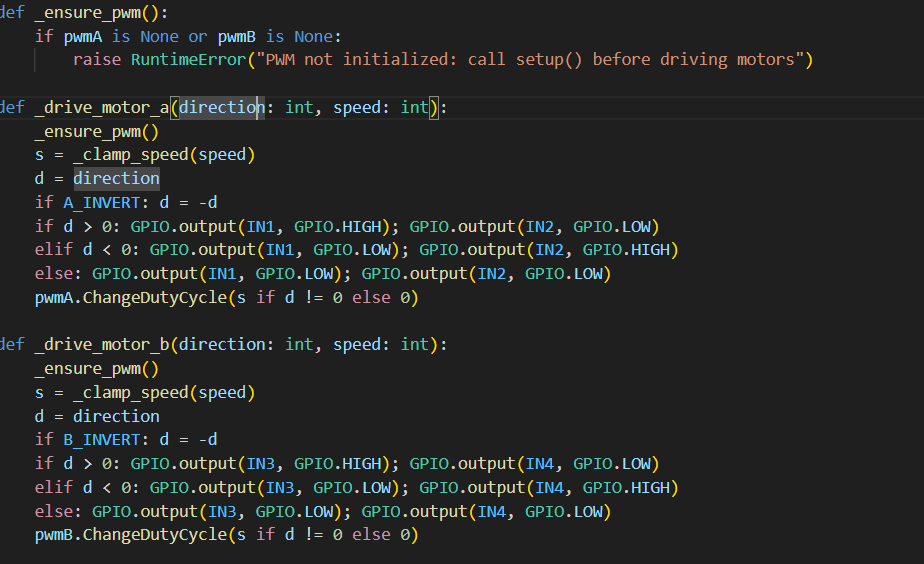 def _ensure_pwm():
    if pwmA is None or pwmB is None:
        raise RuntimeError("PWM not initialized: call setup() before driving motors")

def _drive_motor_a(direction: int, speed: int):
    _ensure_pwm()
    s = _clamp_speed(speed)
    d = direction
    if A_INVERT: d = -d
    if d > 0: GPIO.output(IN1, GPIO.HIGH); GPIO.output(IN2, GPIO.LOW)
    elif d < 0: GPIO.output(IN1, GPIO.LOW); GPIO.output(IN2, GPIO.HIGH)
    else: GPIO.output(IN1, GPIO.LOW); GPIO.output(IN2, GPIO.LOW)
    pwmA.ChangeDutyCycle(s if d != 0 else 0)

def _drive_motor_b(direction: int, speed: int):
    _ensure_pwm()
    s = _clamp_speed(speed)
    d = direction
    if B_INVERT: d = -d
    if d > 0: GPIO.output(IN3, GPIO.HIGH); GPIO.output(IN4, GPIO.LOW)
    elif d < 0: GPIO.output(IN3, GPIO.LOW); GPIO.output(IN4, GPIO.HIGH)
    else: GPIO.output(IN3, GPIO.LOW); GPIO.output(IN4, GPIO.LOW)
    pwmB.ChangeDutyCycle(s if d != 0 else 0)